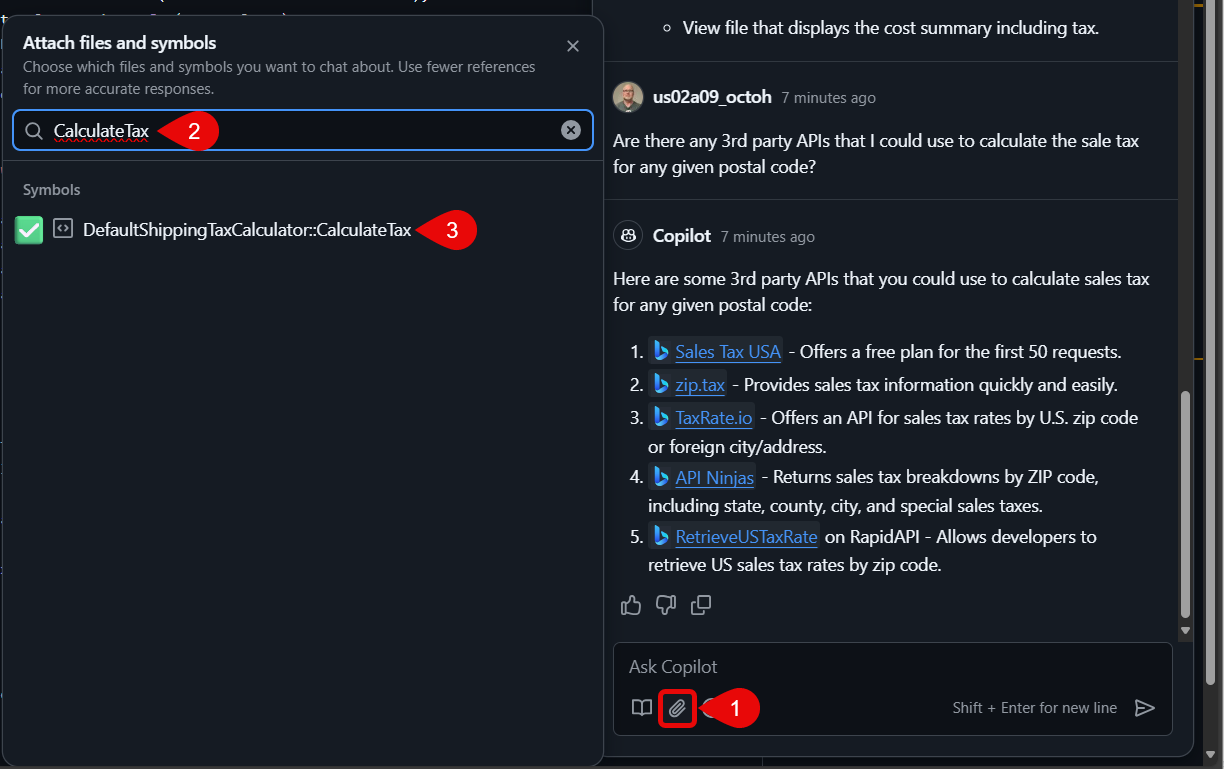 Attach files and symbols
Choose which files and symbols you want to chat about. Use fewer references
for more accurate responses.
CalculateTax
2
Symbols
DefaultShippingTaxCalculator::CalculateTax
3
View file that displays the cost summary including tax.
us02a09_octoh 7 minutes ago
Are there any 3rd party APIs that I could use to calculate the sale tax
for any given postal code?
Copilot 7 minutes ago
Here are some 3rd party APIs that you could use to calculate sales tax
for any given postal code:
1. Sales Tax USA - Offers a free plan for the first 50 requests.
2. zip.tax - Provides sales tax information quickly and easily.
3. TaxRate.io - Offers an API for sales tax rates by U.S. zip code
or foreign city/address.
4. API Ninjas - Returns sales tax breakdowns by ZIP code,
including state, county, city, and special sales taxes.
5. RetrieveUSTaxRate on RapidAPI - Allows developers to
retrieve US sales tax rates by zip code.
Ask Copilot
1
Shift + Enter for new line